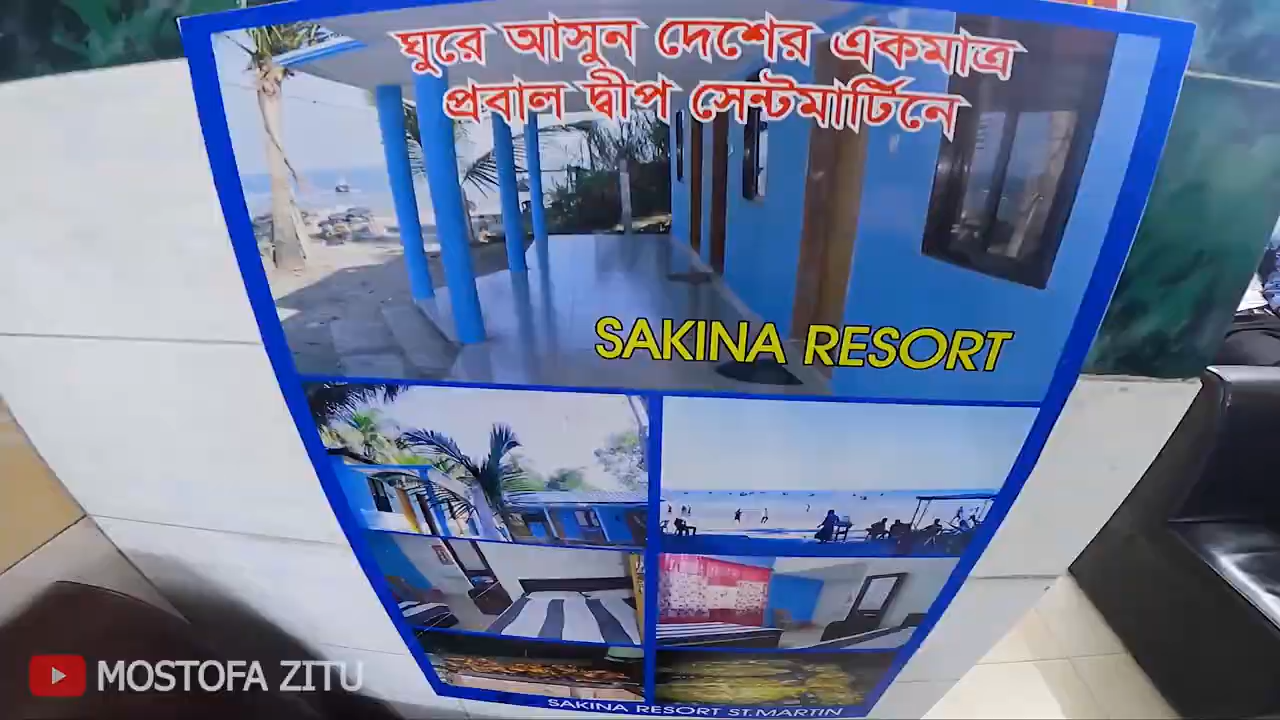 ঘুরে আসুন দেশের একমাত্র
প্রবাল দ্বীপ সেন্টমার্টিনে
SAKINA RESORT
SAKINA RESORT ST.MARTIN
MOSTOFA ZITU